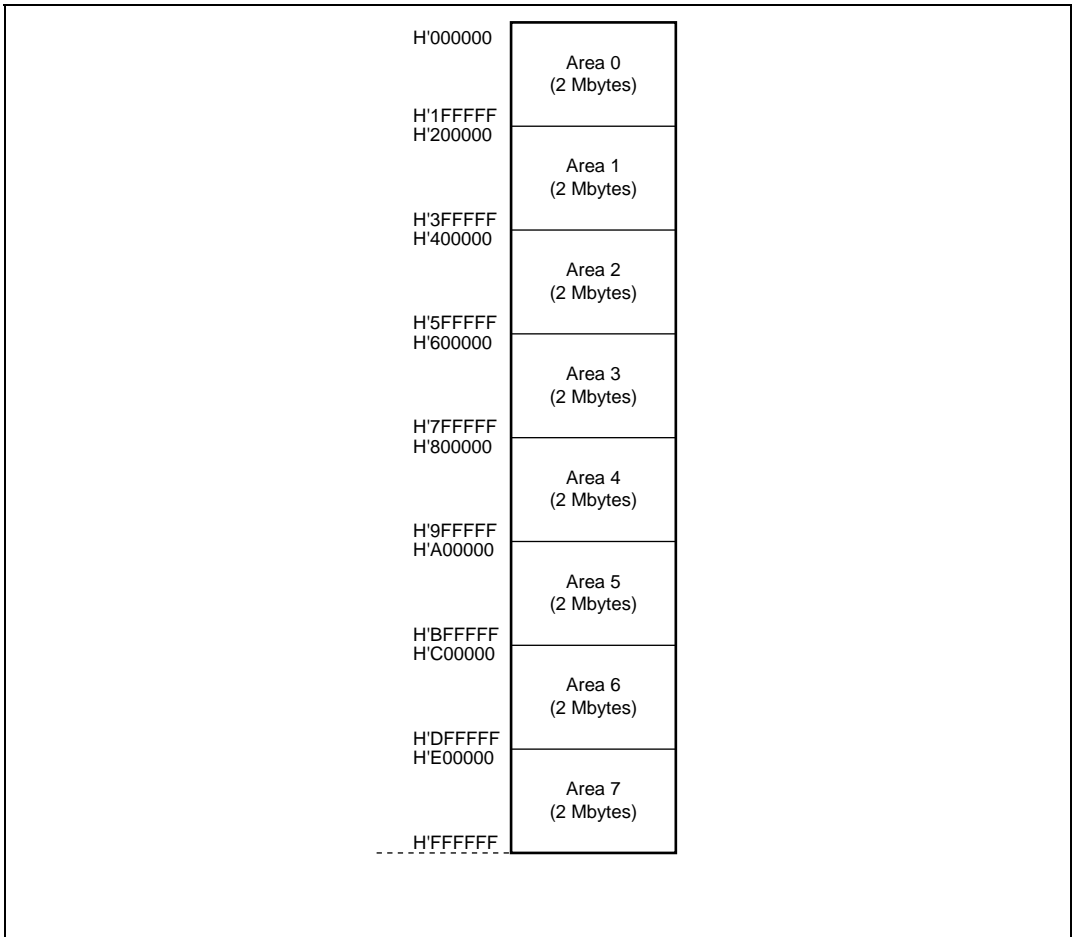 H'000000
Area 0
(2 Mbytes)
H'1FFFFF
H'200000
Area 1
(2 Mbytes)
H'3FFFFF
H'400000
Area 2
(2 Mbytes)
H'5FFFFF
H'600000
Area 3
(2 Mbytes)
H'7FFFFF
H'800000
Area 4
(2 Mbytes)
H'9FFFFF
H'A00000
Area 5
(2 Mbytes)
H'BFFFFF
H'C00000
Area 6
(2 Mbytes)
H'DFFFFF
H'E00000
Area 7
(2 Mbytes)
H'FFFFFF